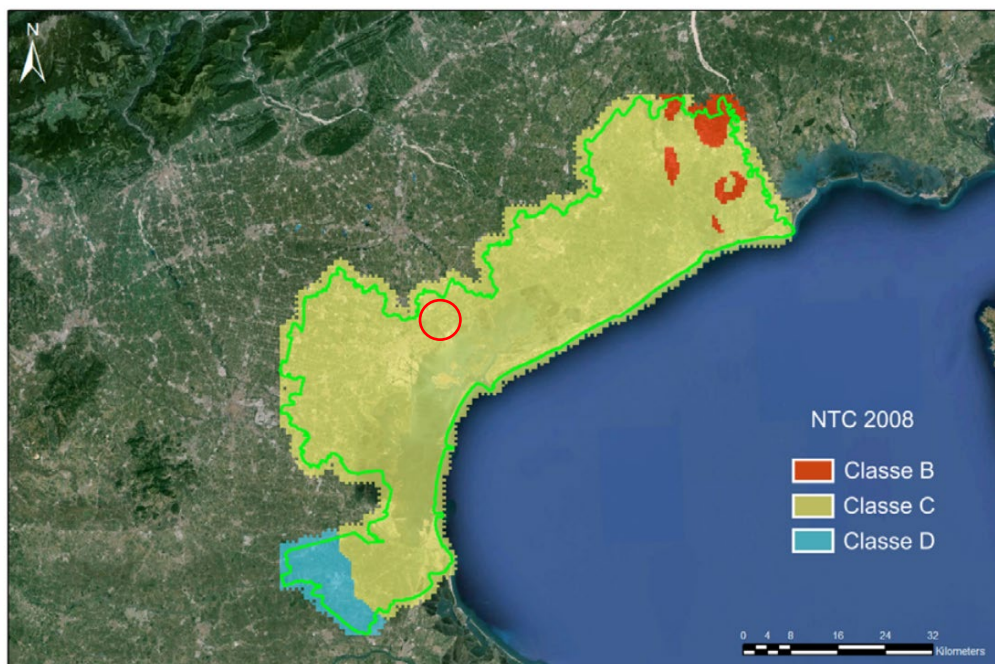 N
NTC 2008
Classe B
Classe C
Classe D
0 4 8 16 24 32
Kilometers